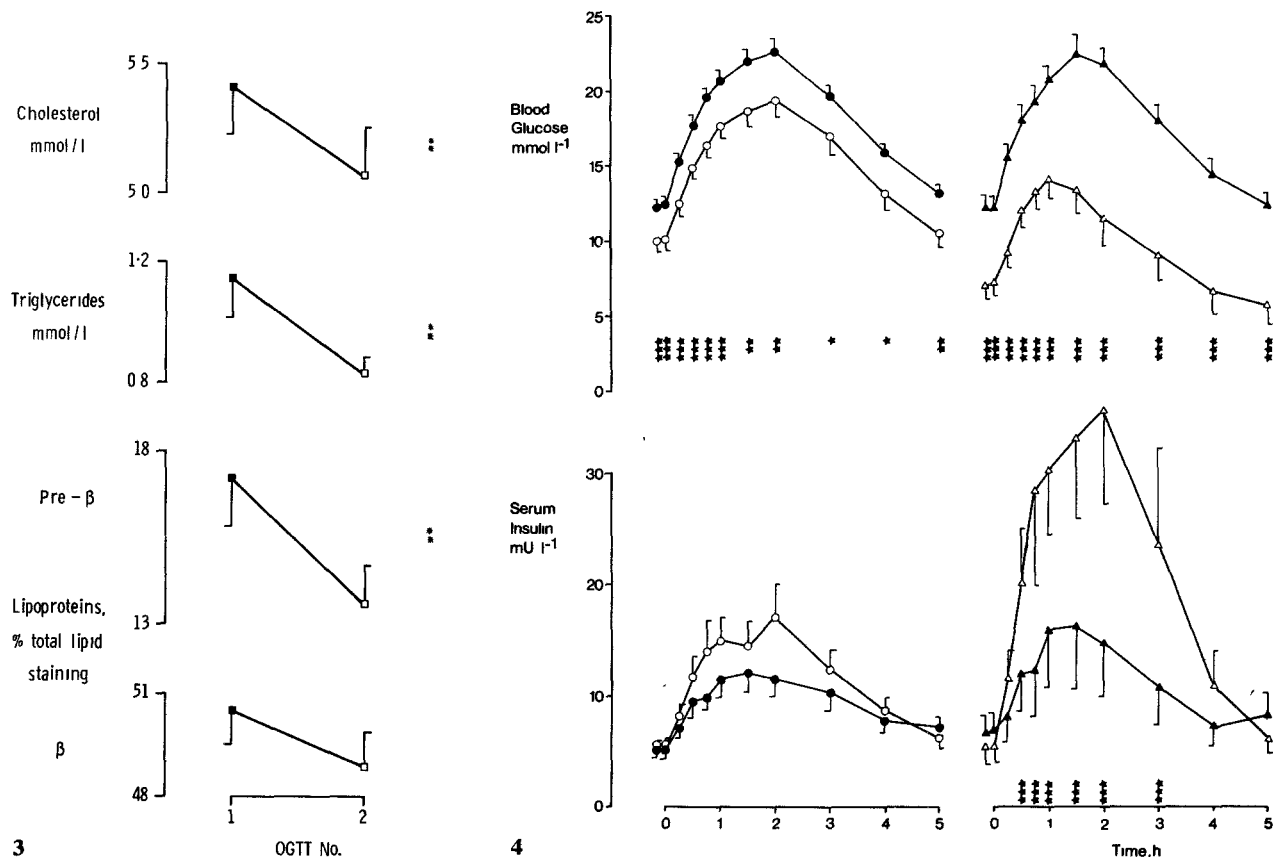 5.5
Cholesterol
mmol/l
5.0
1·2
Triglycerides
mmol/l
0.8
18
Pre-β
13
Lipoproteins,
% total lipid
staining
51
β
48
1 2
3 OGTT No.
25
20
Blood
Glucose
mmol l⁻¹
15
10
5
0
30
Serum
Insulin
mU l⁻¹
20
10
0
0 1 2 3 4 5
0 1 2 3 4 5
4 Time,h